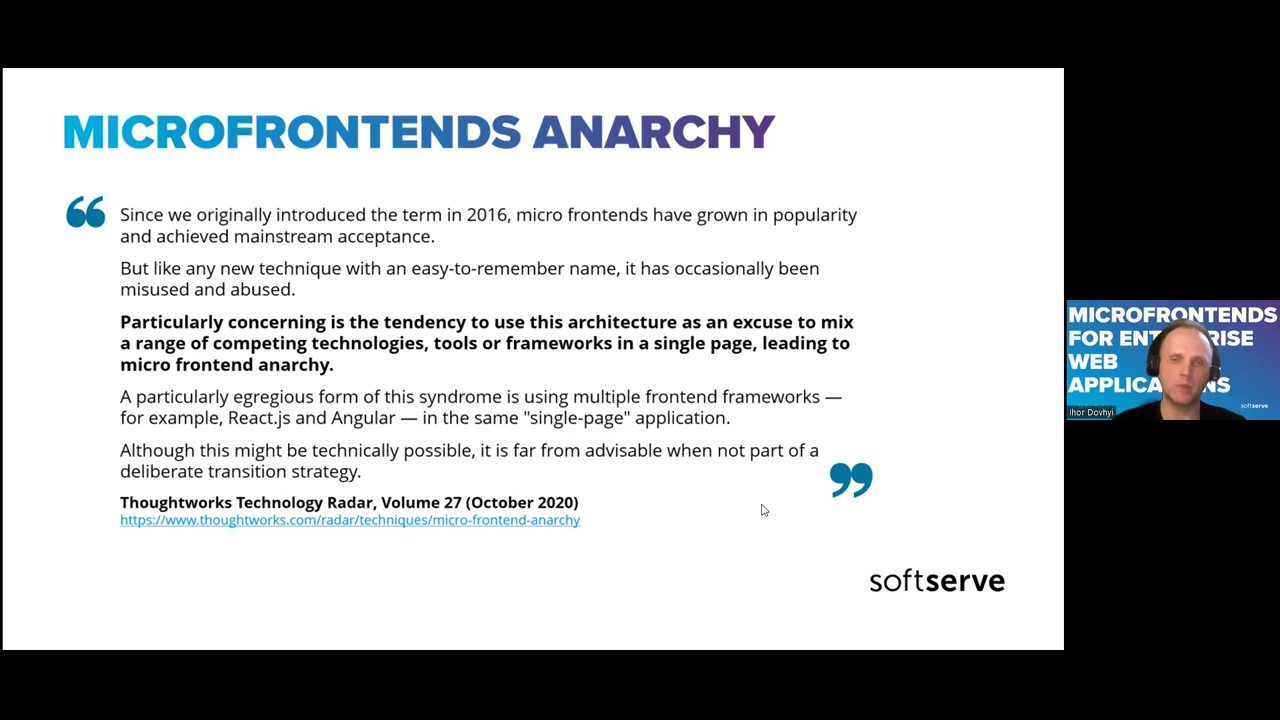 MICROFRONTENDS ANARCHY
“
Since we originally introduced the term in 2016, micro frontends have grown in popularity
and achieved mainstream acceptance.
But like any new technique with an easy-to-remember name, it has occasionally been
misused and abused.
Particularly concerning is the tendency to use this architecture as an excuse to mix
a range of competing technologies, tools or frameworks in a single page, leading to
micro frontend anarchy.
A particularly egregious form of this syndrome is using multiple frontend frameworks —
for example, React.js and Angular — in the same "single-page" application.
Although this might be technically possible, it is far from advisable when not part of a
deliberate transition strategy.
”
Thoughtworks Technology Radar, Volume 27 (October 2020)
https://www.thoughtworks.com/radar/techniques/micro-frontend-anarchy
softserve
MICROFRONTENDS
FOR ENT RISE
WEB
APPLICA NS
softserve
Ihor Dovhyi